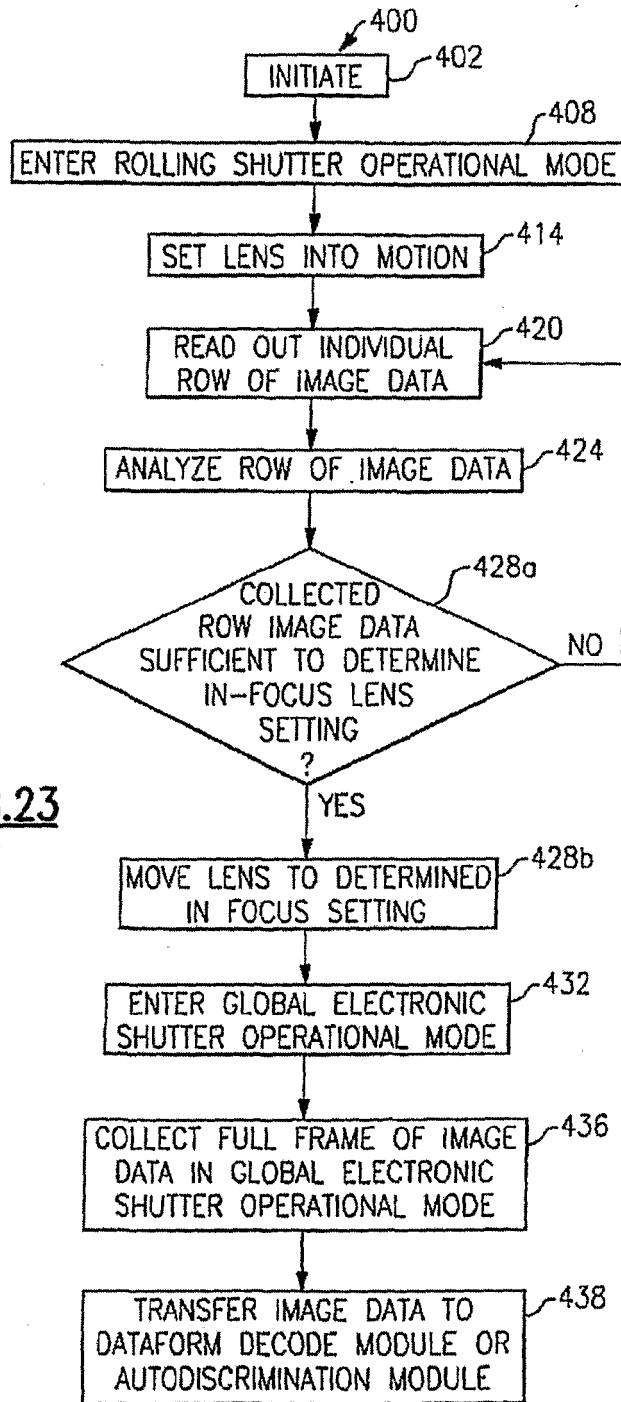 400
INITIATE
402
408
ENTER ROLLING SHUTTER OPERATIONAL MODE
SET LENS INTO MOTION
414
READ OUT INDIVIDUAL
ROW OF IMAGE DATA
420
ANALYZE ROW OF IMAGE DATA
424
428a
COLLECTED
ROW IMAGE DATA
SUFFICIENT TO DETERMINE
IN-FOCUS LENS
SETTING
?
NO
YES
.23
MOVE LENS TO DETERMINED
IN FOCUS SETTING
428b
ENTER GLOBAL ELECTRONIC
SHUTTER OPERATIONAL MODE
432
COLLECT FULL FRAME OF IMAGE
DATA IN GLOBAL ELECTRONIC
SHUTTER OPERATIONAL MODE
436
TRANSFER IMAGE DATA TO
DATAFORM DECODE MODULE OR
AUTODISCRIMINATION MODULE
438